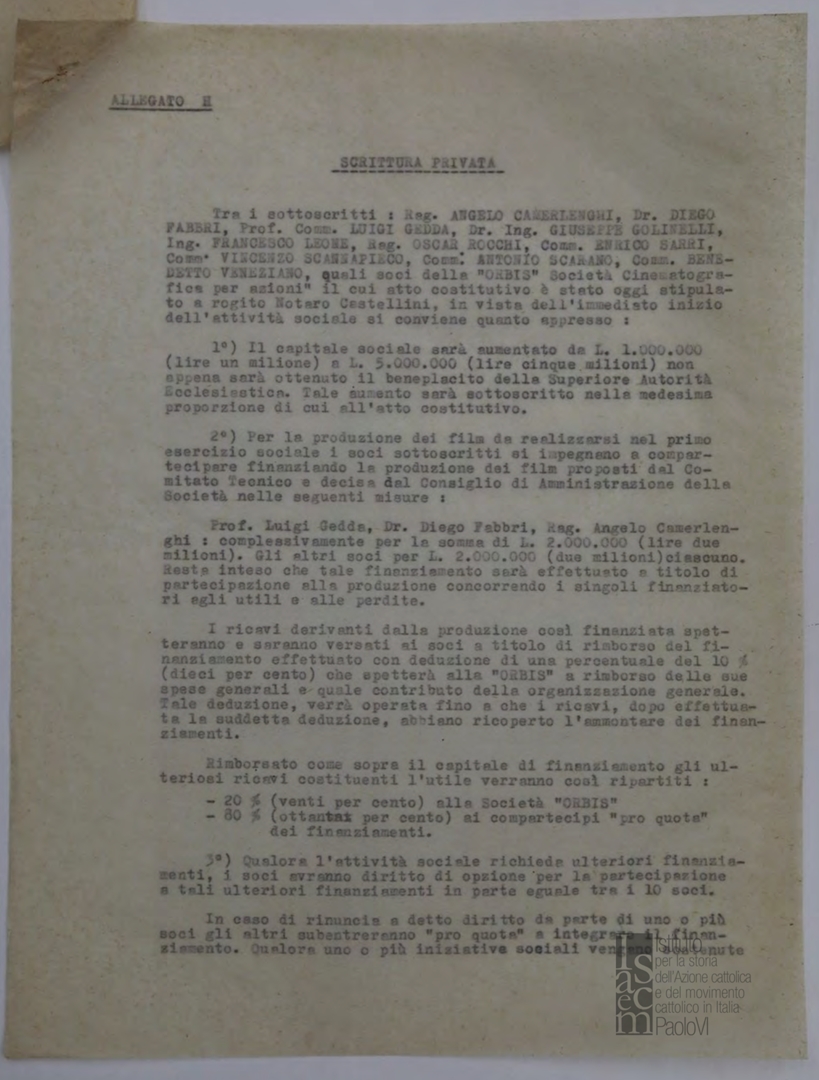 ALLEGATO H
SCRITTURA PRIVATA
Tra i sottoscritti : Rag. ANGELO CAMERLENGHI, Dr. DIEGO
FABBRI, Prof. Comm. LUIGI GEDDA, Dr. Ing. GIUSEPPE GOLINELLI,
Ing. FRANCESCO LEONE, Rag. OSCAR ROCCHI, Comm. ENRICO SARRI,
Comm. VINCENZO SCANNAPIECO, Comm. ANTONIO SCARANO, Comm. BENE-
DETTO VENEZIANO, quali soci della "ORBIS" Società Cinematogra-
fica per azioni" il cui atto costitutivo è stato oggi stipula-
to a rogito Notaro Castellini, in vista dell'immediato inizio
dell'attività sociale si conviene quanto appresso :
1°) Il capitale sociale sarà aumentato da L. 1.000.000
(lire un milione) a L. 5.000.000 (lire cinque milioni) non
appena sarà ottenuto il beneplacito della Superiore Autorità
Ecclesiastica. Tale aumento sarà sottoscritto nella medesima
proporzione di cui all'atto costitutivo.
2°) Per la produzione dei film da realizzarsi nel primo
esercizio sociale i soci sottoscritti si impegnano a compar-
tecipare finanziando la produzione dei film proposti dal Co-
mitato Tecnico e decisa dal Consiglio di Amministrazione della
Società nelle seguenti misure :
Prof. Luigi Gedda, Dr. Diego Fabbri, Rag. Angelo Camerlen-
ghi : complessivamente per la somma di L. 2.000.000 (lire due
milioni). Gli altri soci per L. 2.000.000 (due milioni)ciascuno.
Resta inteso che tale finanziamento sarà effettuato a titolo di
partecipazione alla produzione concorrendo i singoli finanziato-
ri agli utili e alle perdite.
I ricavi derivanti dalla produzione così finanziata spet-
teranno e saranno versati ai soci a titolo di rimborso del fi-
nanziamento effettuato con deduzione di una percentuale del 10 %
(dieci per cento) che spetterà alla "ORBIS" a rimborso delle sue
spese generali e quale contributo della organizzazione generale.
Tale deduzione, verrà operata fino a che i ricavi, dopo effettua-
ta la suddetta deduzione, abbiano ricoperto l'ammontare dei finan-
ziamenti.
Rimborsato come sopra il capitale di finanziamento gli ul-
teriosi ricavi costituenti l'utile verranno così ripartiti :
- 20 % (venti per cento) alla Società "ORBIS"
- 80 % (ottanta per cento) ai compartecipi "pro quota"
dei finanziamenti.
3°) Qualora l'attività sociale richieda ulteriori finanzia-
menti, i soci avranno diritto di opzione per la partecipazione
a tali ulteriori finanziamenti in parte eguale tra i 10 soci.
In caso di rinuncia a detto diritto da parte di uno o più
soci gli altri subentreranno "pro quota" a integrare il finan-
ziamento. Qualora uno o più iniziative sociali vengano sostenute
Isacem
Istituto
per la storia
dell'Azione cattolica
e del movimento
cattolico in Italia
PaoloVI